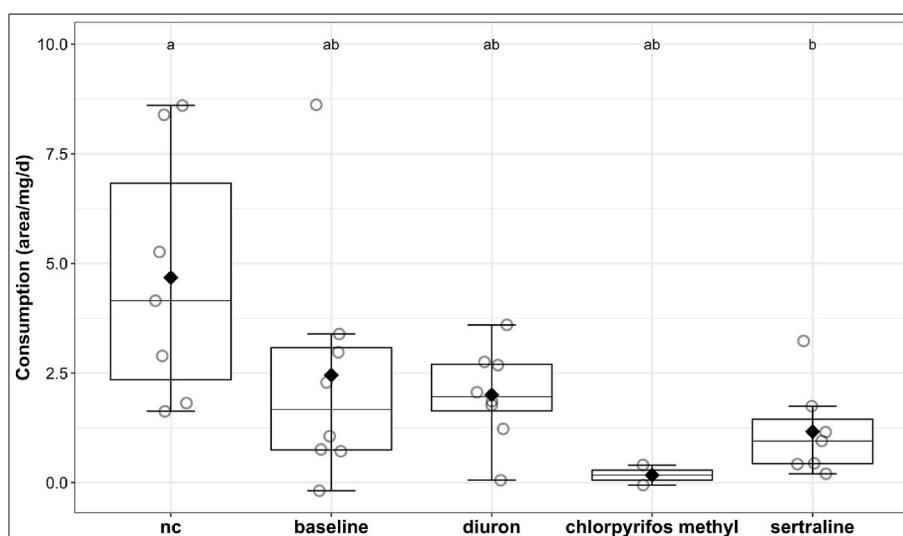 Consumption (area/mg/d)
10.0
7.5
5.0
2.5
0.0
a ab ab ab b
nc baseline diuron chlorpyrifos methyl sertraline